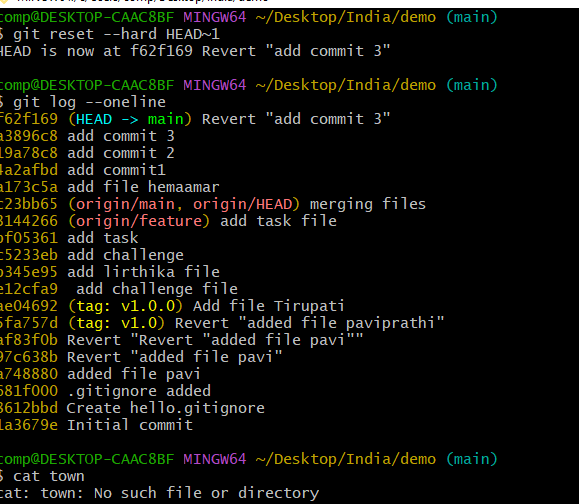 comp@DESKTOP-CAAC8BF MINGW64 ~/Desktop/India/demo (main)
$ git reset --hard HEAD~1
HEAD is now at f62f169 Revert "add commit 3"
comp@DESKTOP-CAAC8BF MINGW64 ~/Desktop/India/demo (main)
$ git log --oneline
f62f169 (HEAD -> main) Revert "add commit 3"
a3896c8 add commit 3
19a78c8 add commit 2
4a2afbd add commit1
a173c5a add file hemaamar
c23bb65 (origin/main, origin/HEAD) merging files
3144266 (origin/feature) add task file
bf05361 add task
c5233eb add challenge
b345e95 add lirthika file
e12cfa9  add challenge file
ae04692 (tag: v1.0.0) Add file Tirupati
5fa757d (tag: v1.0) Revert "added file paviprathi"
af83f0b Revert "Revert "added file pavi""
97c638b Revert "added file pavi"
a748880 added file pavi
681f000 .gitignore added
3612bbd Create hello.gitignore
1a3679e Initial commit
comp@DESKTOP-CAAC8BF MINGW64 ~/Desktop/India/demo (main)
$ cat town
cat: town: No such file or directory